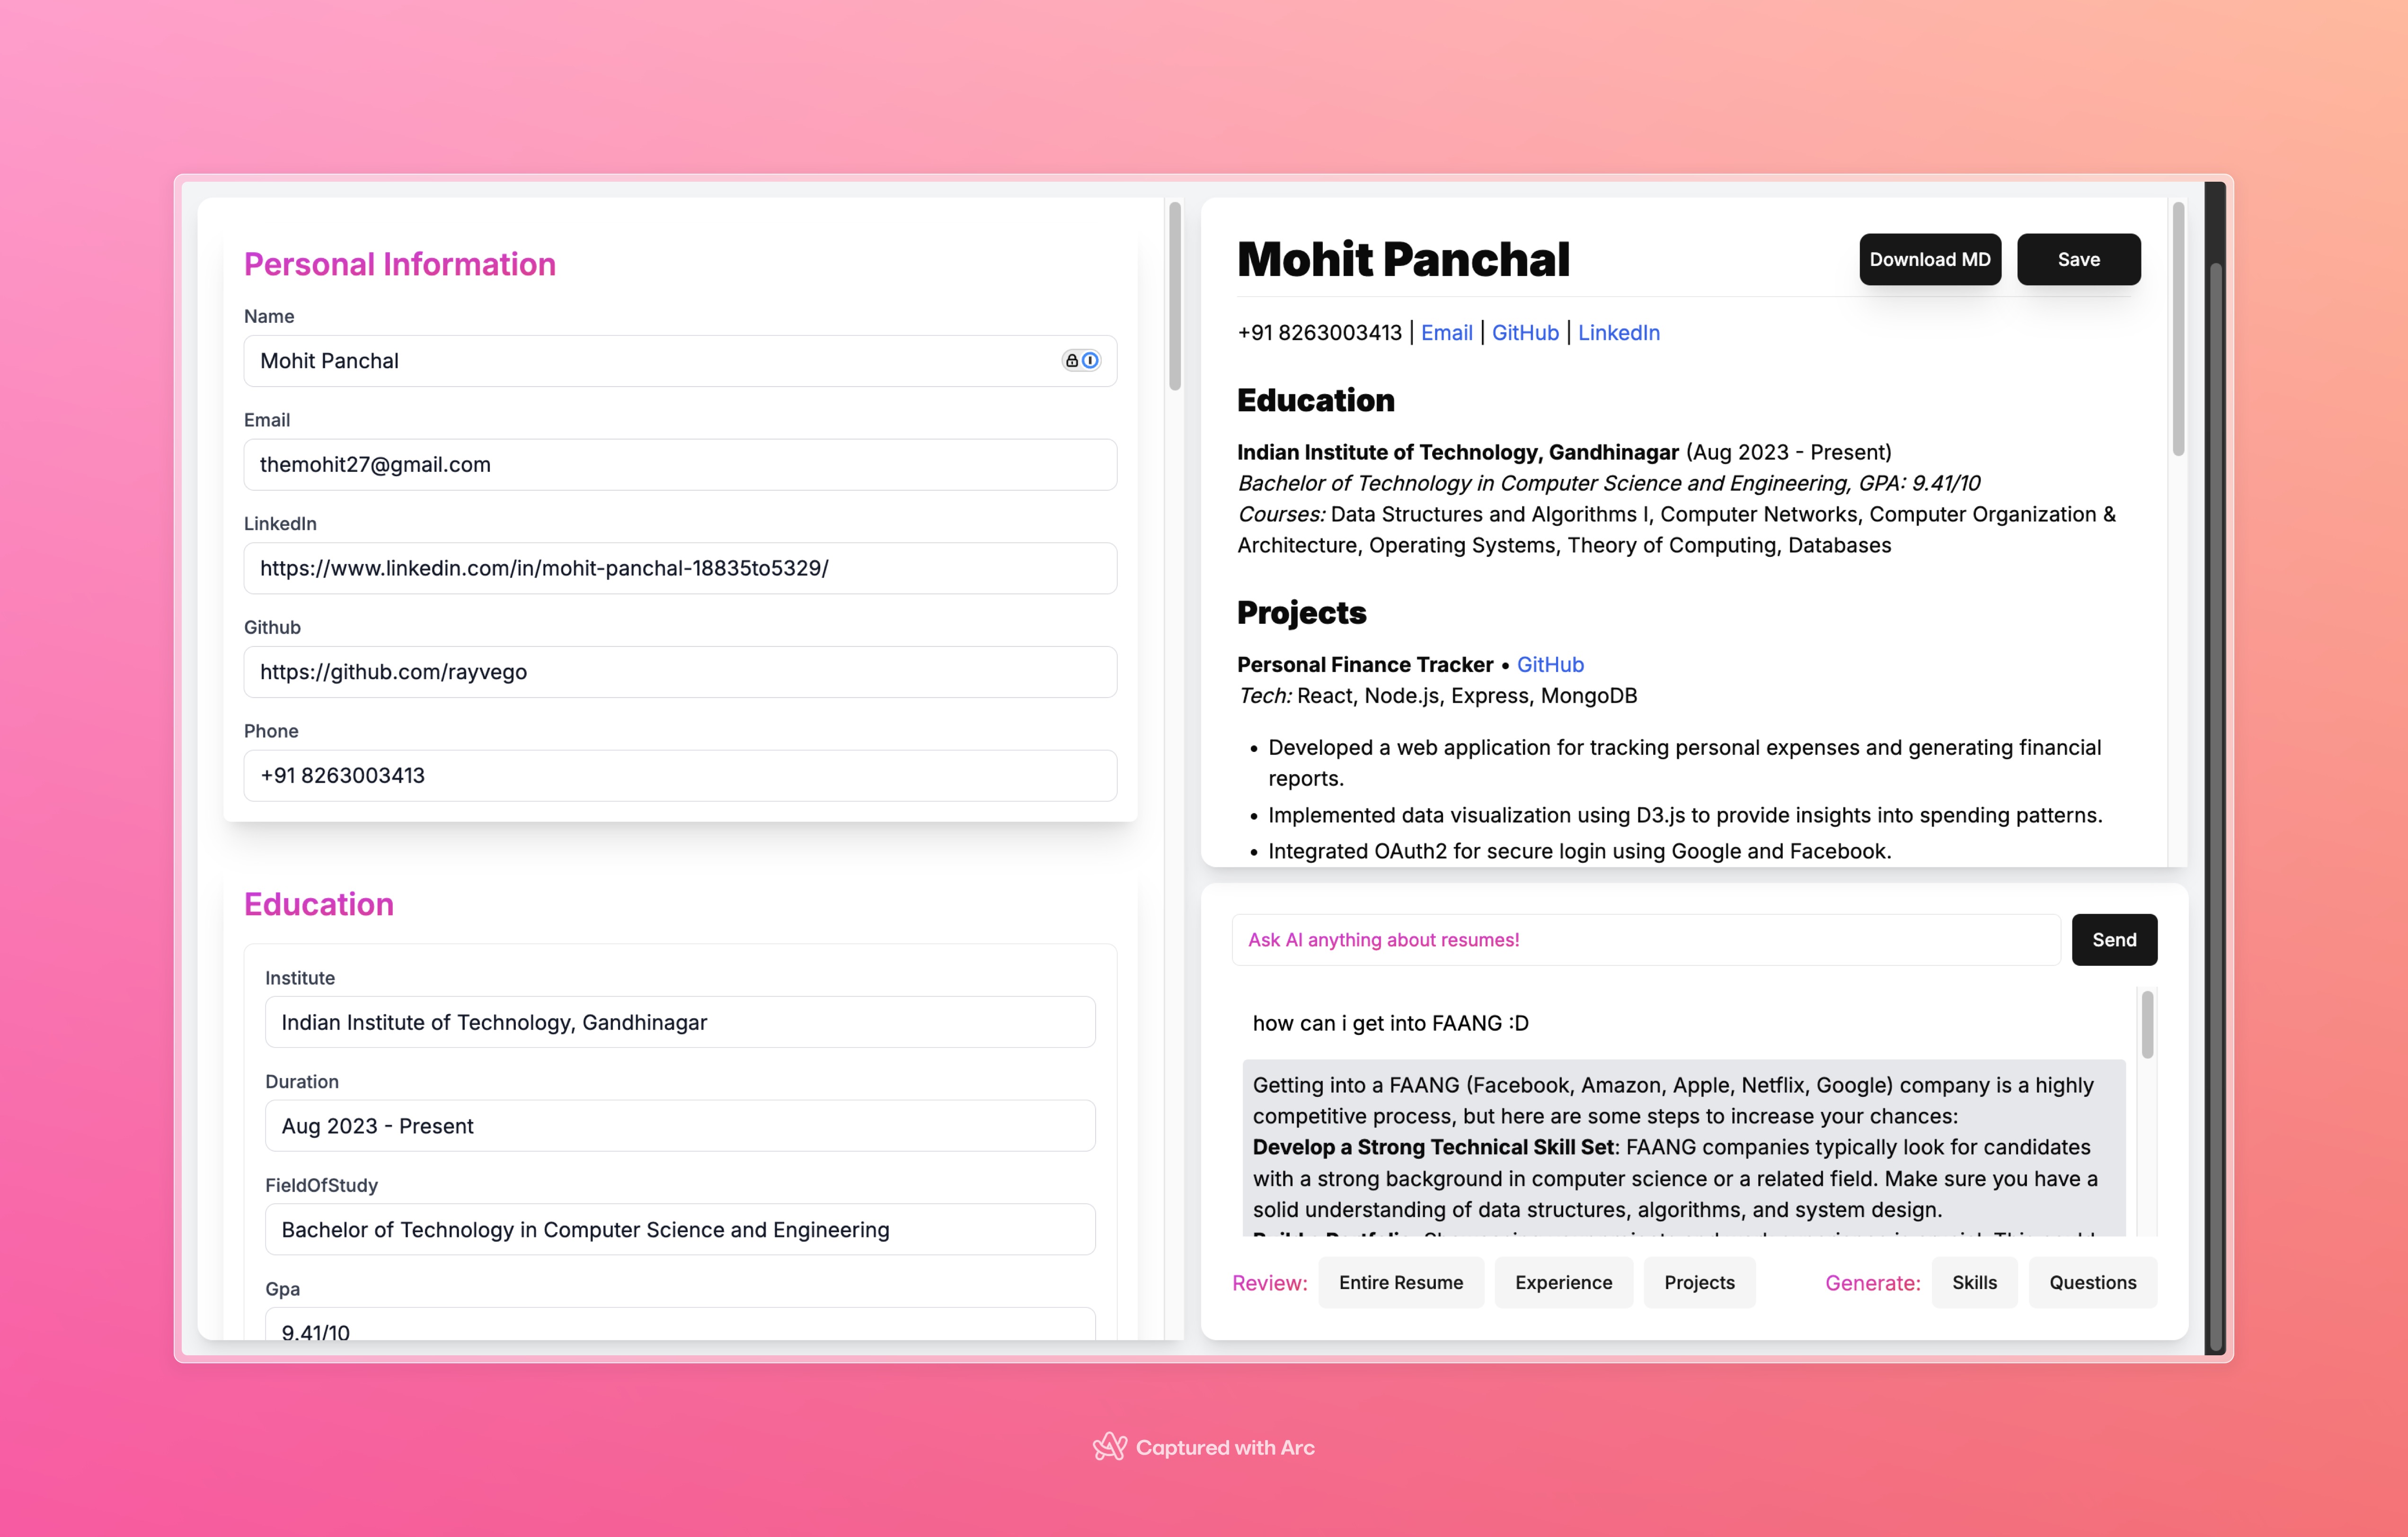 Personal Information
Name
Mohit Panchal
Email
themohit27@gmail.com
LinkedIn
https://www.linkedin.com/in/mohit-panchal-18835to5329/
Github
https://github.com/rayvego
Phone
+91 8263003413
Education
Institute
Indian Institute of Technology, Gandhinagar
Duration
Aug 2023 - Present
FieldOfStudy
Bachelor of Technology in Computer Science and Engineering
Gpa
9.41/10
Mohit Panchal
Download MD
Save
+91 8263003413 | Email | GitHub | LinkedIn
Education
Indian Institute of Technology, Gandhinagar (Aug 2023 - Present)
Bachelor of Technology in Computer Science and Engineering, GPA: 9.41/10
Courses: Data Structures and Algorithms I, Computer Networks, Computer Organization &
Architecture, Operating Systems, Theory of Computing, Databases
Projects
Personal Finance Tracker • GitHub
Tech: React, Node.js, Express, MongoDB
• Developed a web application for tracking personal expenses and generating financial
reports.
• Implemented data visualization using D3.js to provide insights into spending patterns.
• Integrated OAuth2 for secure login using Google and Facebook.
Ask AI anything about resumes!
Send
how can i get into FAANG :D
Getting into a FAANG (Facebook, Amazon, Apple, Netflix, Google) company is a highly
competitive process, but here are some steps to increase your chances:
Develop a Strong Technical Skill Set: FAANG companies typically look for candidates
with a strong background in computer science or a related field. Make sure you have a
solid understanding of data structures, algorithms, and system design.
Review:
Entire Resume
Experience
Projects
Generate:
Skills
Questions
Captured with Arc